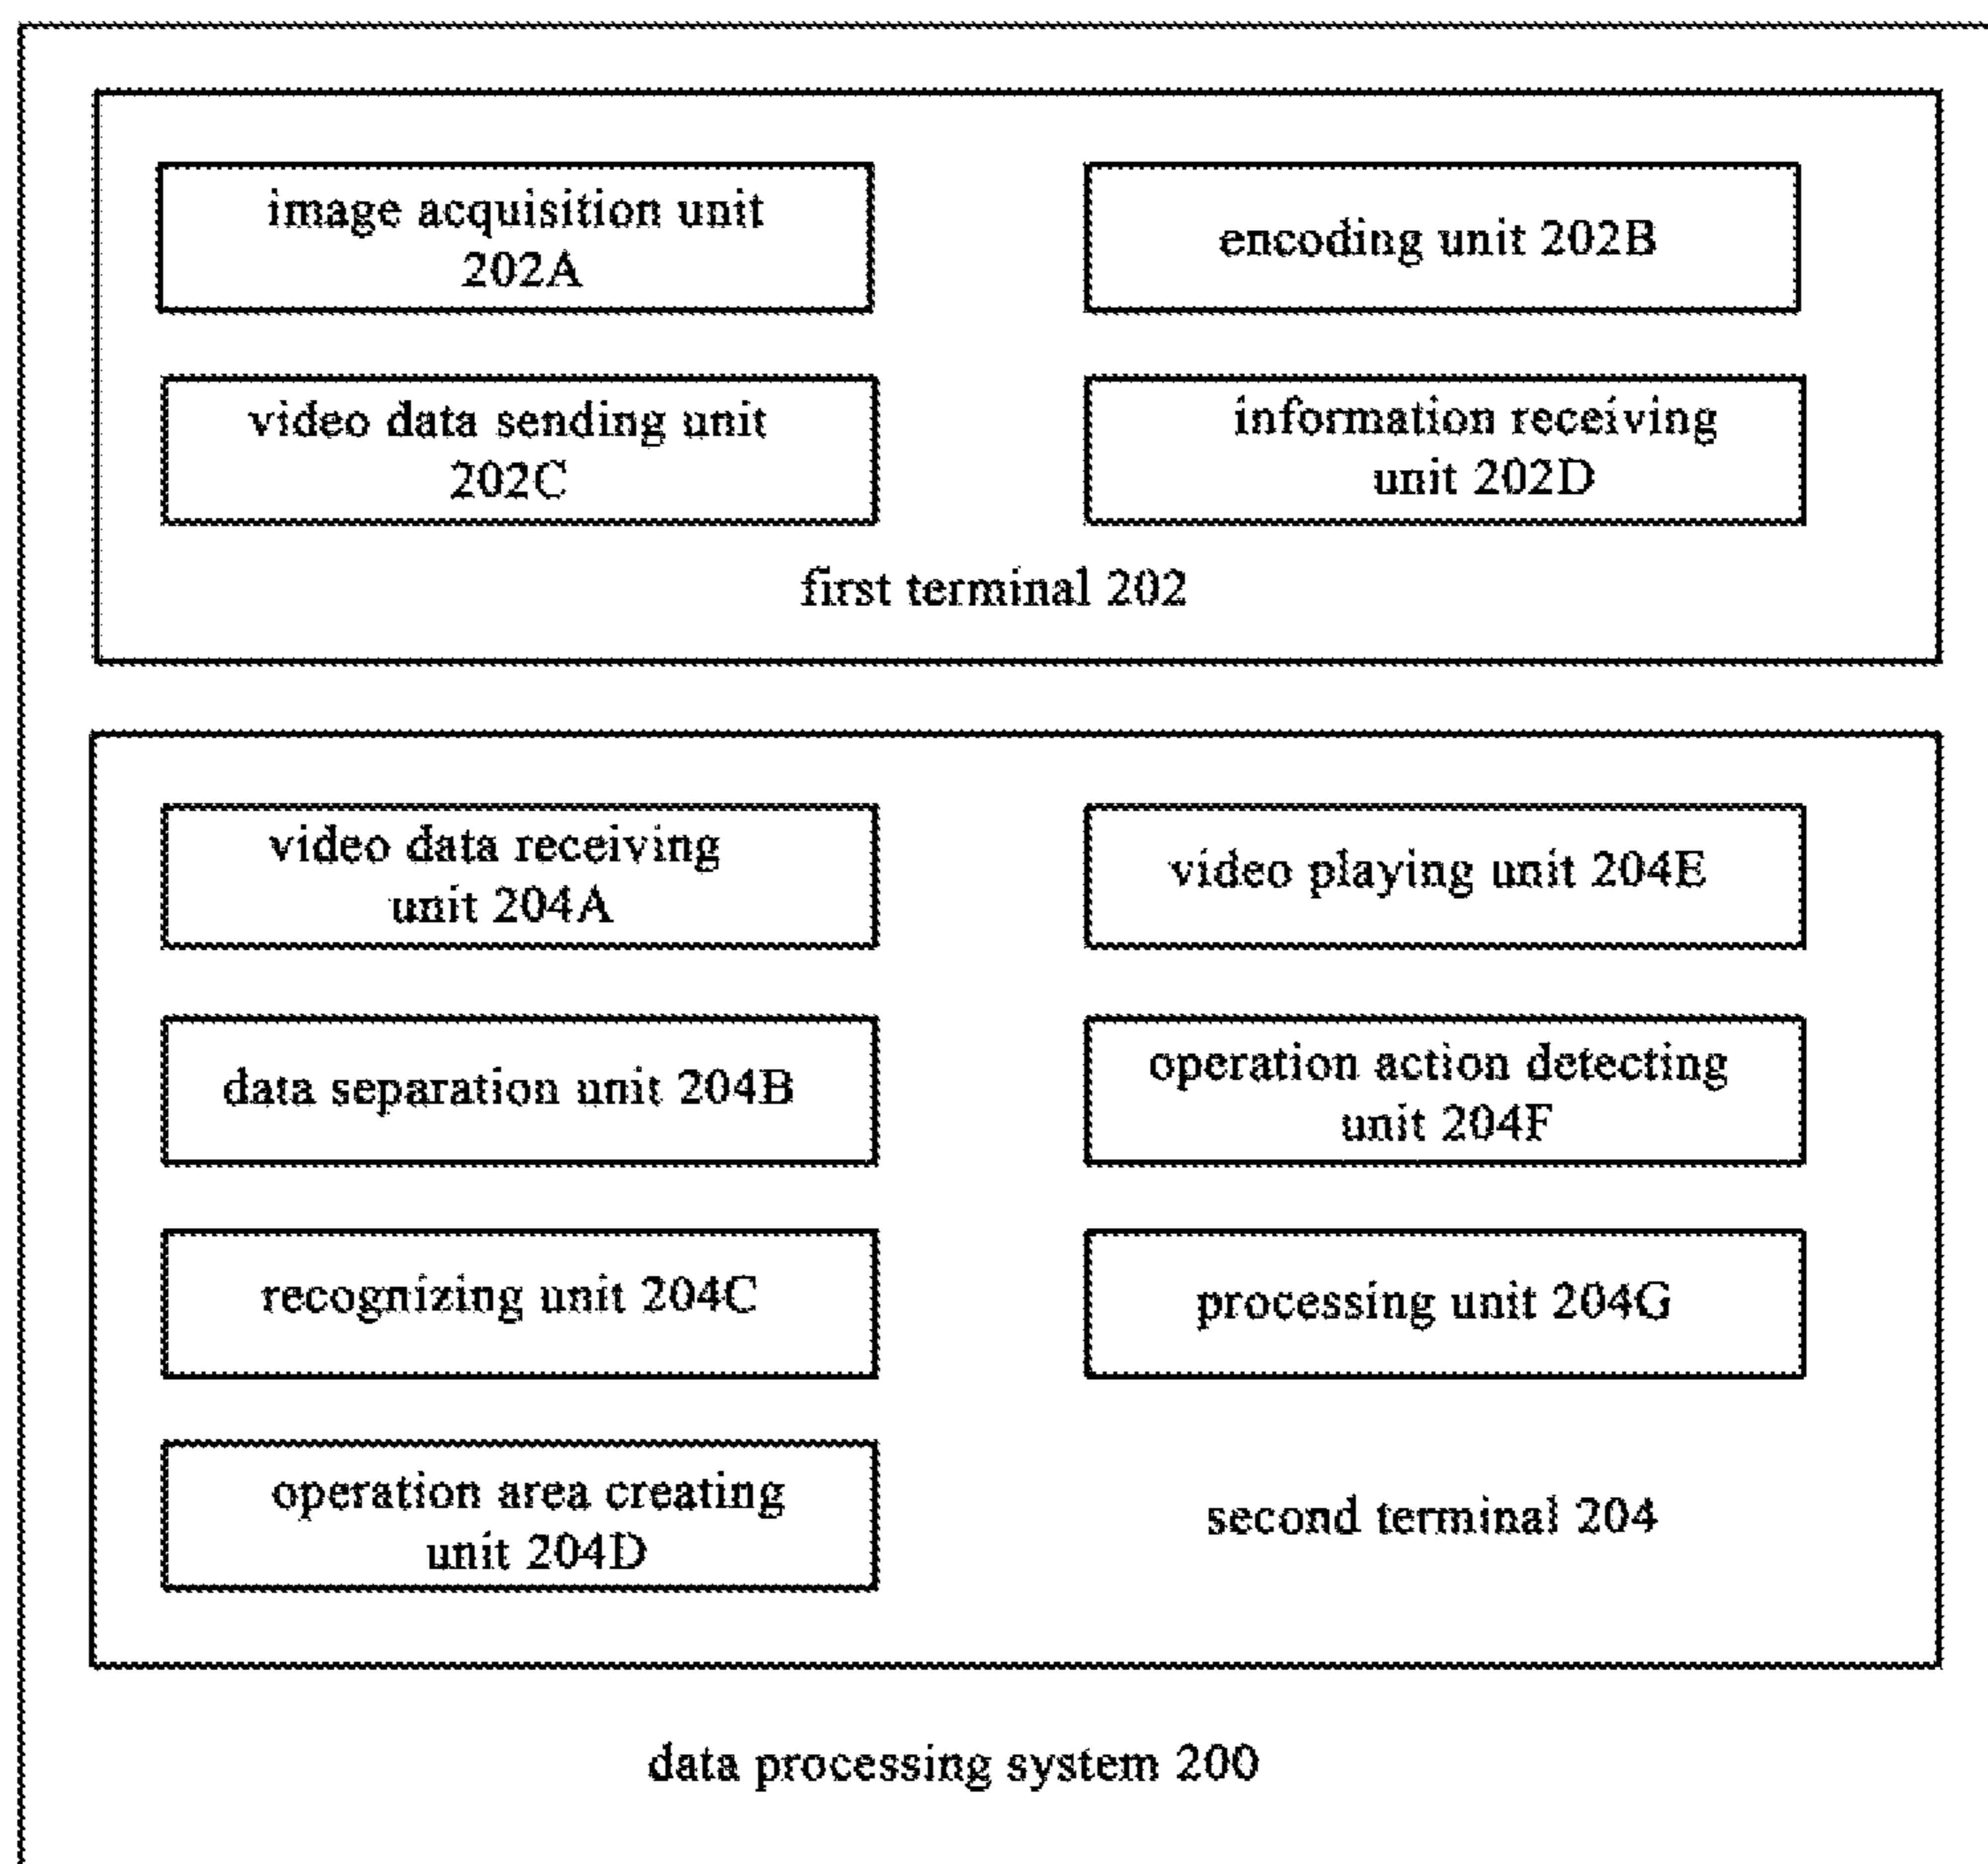 image acquisition unit
202A
encoding unit 202B
video data sending unit
202C
information receiving
unit 202D
first terminal 202
video data receiving
unit 204A
video playing unit 204E
data separation unit 204B
operation action detecting
unit 204F
recognizing unit 204C
processing unit 204G
operation area creating
unit 204D
second terminal 204
data processing system 200